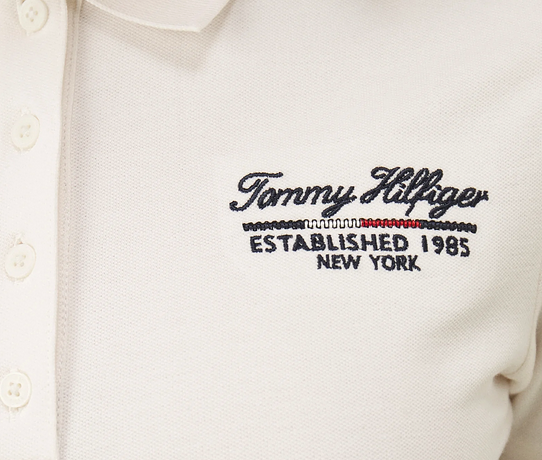 Tommy Hilfiger
ESTABLISHED 1985
NEW YORK